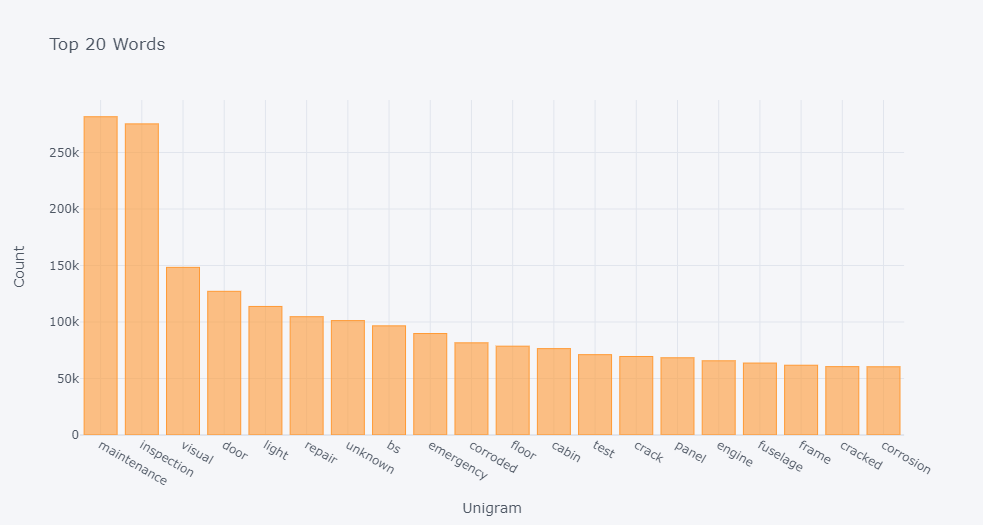 Top 20 Words
Count
250k
200k
150k
100k
50k
0
maintenance
inspection
visual
door
light
repair
unknown
bs
emergency
corroded
floor
cabin
test
crack
panel
engine
fuselage
frame
cracked
corrosion
Unigram